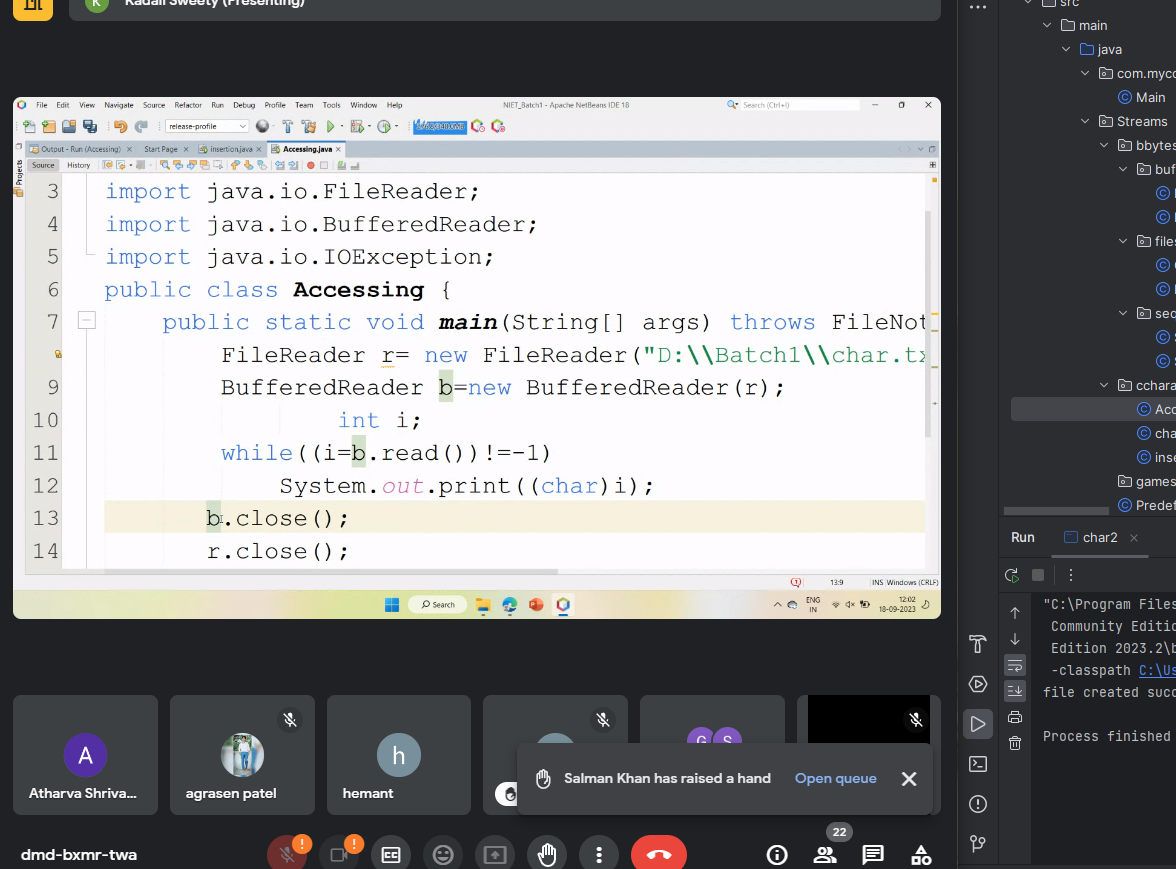 Kadali Sweety (Presenting)
File Edit View Navigate Source Refactor Run Debug Profile Team Tools Window Help
NIET_Batch1 - Apache NetBeans IDE 18
Search (Ctrl+I)
release-profile
Output - Run (Accessing) × Start Page × insertion.java × Accessing.java ×
Source History
Projects
3 import java.io.FileReader;
4 import java.io.BufferedReader;
5 import java.io.IOException;
6 public class Accessing {
7 public static void main(String[] args) throws FileNot
FileReader r= new FileReader("D:\\Batch1\\char.tx
9 BufferedReader b=new BufferedReader(r);
10 int i;
11 while((i=b.read())!=-1)
12 System.out.print((char)i);
13 b.close();
14 r.close();
13:9 INS Windows (CRLF)
Search
ENG
IN
12:02
18-09-2023
A
Atharva Shriva...
agrasen patel
h
hemant
G S
Salman Khan has raised a hand Open queue
dmd-bxmr-twa
22
src
main
java
com.myco
Main
Streams
bbytes
buf
files
seq
cchara
Acc
cha
inse
games
Predef
Run char2 ×
"C:\Program Files
Community Editio
Edition 2023.2\b
-classpath C:\Us
file created succ
Process finished